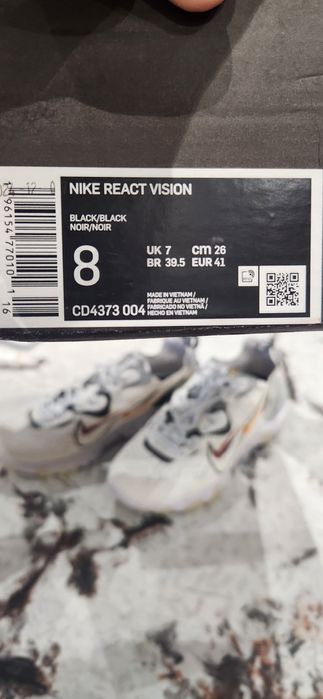 NIKE REACT VISION
BLACK/BLACK
NOIR/NOIR
8
UK 7 cm 26
BR 39.5 EUR 41
CD4373 004
MADE IN VIETNAM /
FABRIQUÉ AU VIETNAM /
FABRICADO NO VIETNÃ /
HECHO EN VIETNAM